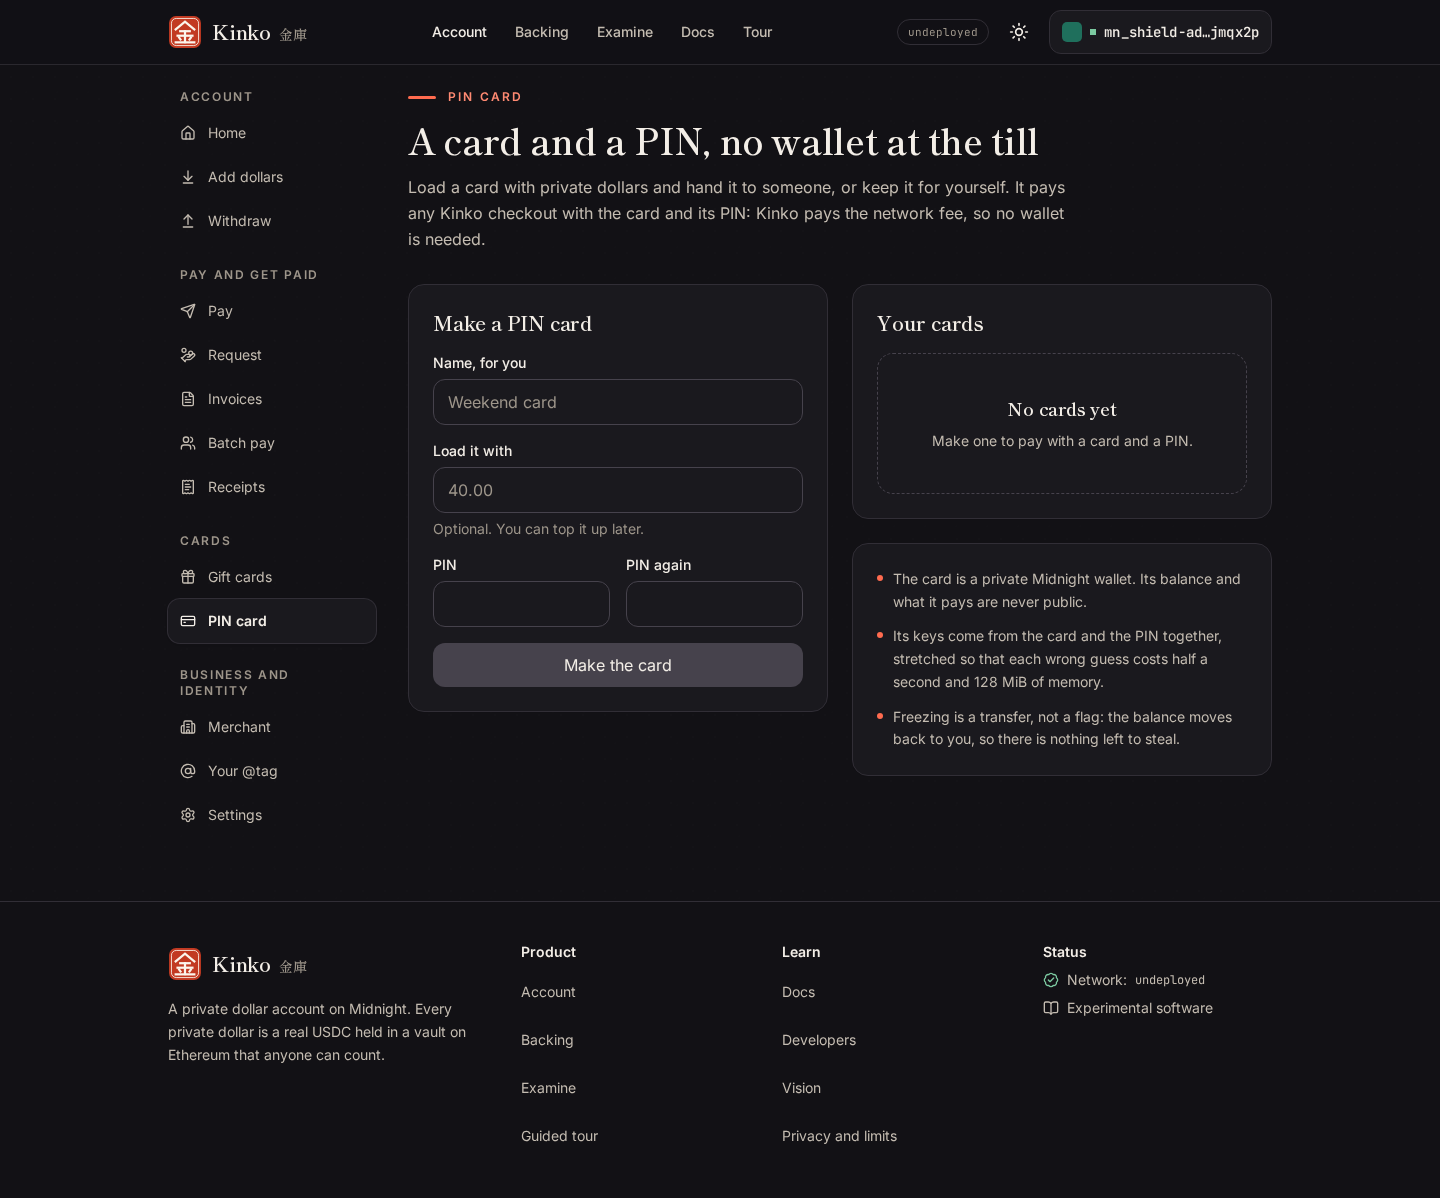 金 Kinko 金庫
Account
Backing
Examine
Docs
Tour
undeployed
mn_shield-ad…jmqx2p
ACCOUNT
Home
Add dollars
Withdraw
PAY AND GET PAID
Pay
Request
Invoices
Batch pay
Receipts
CARDS
Gift cards
PIN card
BUSINESS AND
IDENTITY
Merchant
Your @tag
Settings
PIN CARD
A card and a PIN, no wallet at the till
Load a card with private dollars and hand it to someone, or keep it for yourself. It pays
any Kinko checkout with the card and its PIN: Kinko pays the network fee, so no wallet
is needed.
Make a PIN card
Name, for you
Weekend card
Load it with
40.00
Optional. You can top it up later.
PIN
PIN again
Make the card
Your cards
No cards yet
Make one to pay with a card and a PIN.
The card is a private Midnight wallet. Its balance and
what it pays are never public.
Its keys come from the card and the PIN together,
stretched so that each wrong guess costs half a
second and 128 MiB of memory.
Freezing is a transfer, not a flag: the balance moves
back to you, so there is nothing left to steal.
金 Kinko 金庫
A private dollar account on Midnight. Every
private dollar is a real USDC held in a vault on
Ethereum that anyone can count.
Product
Account
Backing
Examine
Guided tour
Learn
Docs
Developers
Vision
Privacy and limits
Status
Network: undeployed
Experimental software